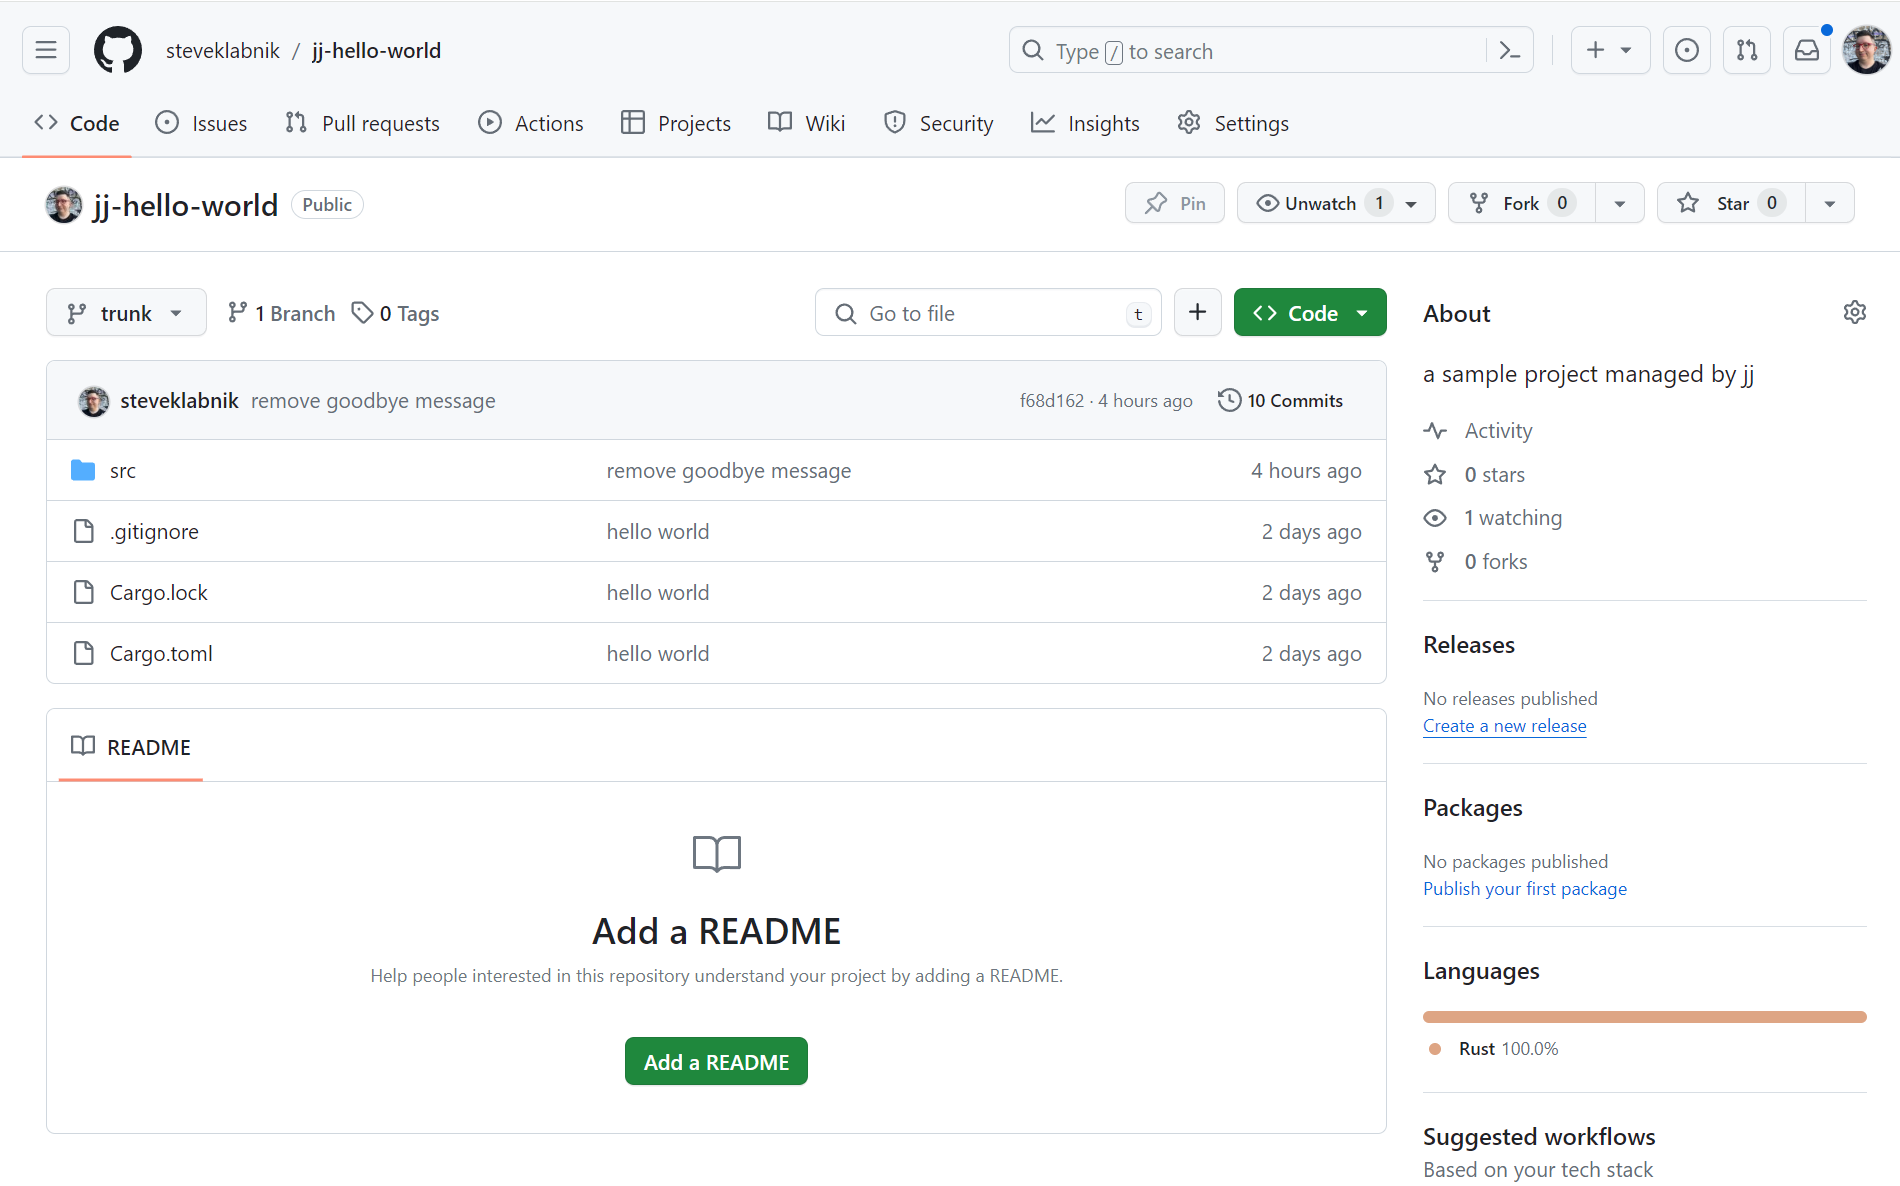 steveklabnik / jj-hello-world
Type / to search
Code Issues Pull requests Actions Projects Wiki Security Insights Settings
jj-hello-world Public
Pin Unwatch 1 Fork 0 Star 0
trunk 1 Branch 0 Tags
Go to file t
+ Code
steveklabnik remove goodbye message f68d162 · 4 hours ago 10 Commits
src remove goodbye message 4 hours ago
.gitignore hello world 2 days ago
Cargo.lock hello world 2 days ago
Cargo.toml hello world 2 days ago
README
Add a README
Help people interested in this repository understand your project by adding a README.
Add a README
About
a sample project managed by jj
Activity
0 stars
1 watching
0 forks
Releases
No releases published
Create a new release
Packages
No packages published
Publish your first package
Languages
Rust 100.0%
Suggested workflows
Based on your tech stack